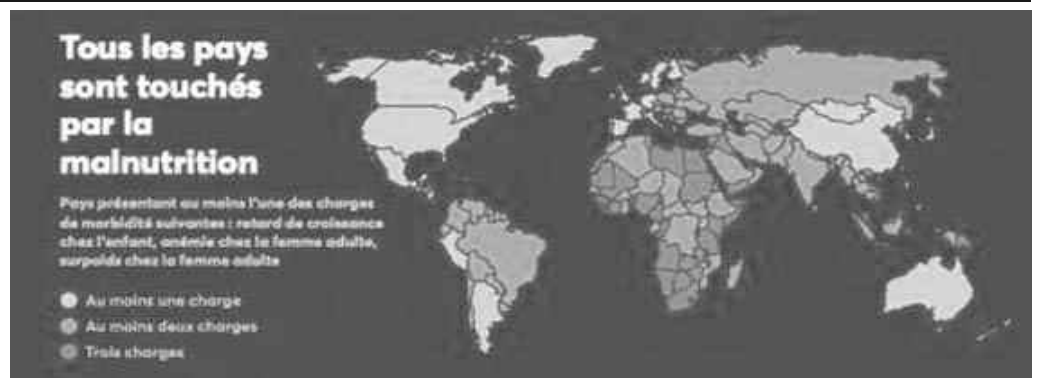 Tous les pays
sont touchés
par la
malnutrition
Pays présentant au moins l'une des charges
de morbidité suivantes : retard de croissance
chez l'enfant, anémie chez la femme adulte,
surpoids chez la femme adulte
Au moins une charge
Au moins deux charges
Trois charges